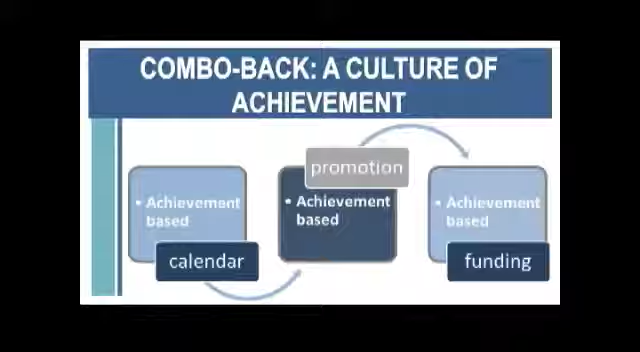 COMBO-BACK: A CULTURE OF
ACHIEVEMENT
• Achievement
based
calendar
promotion
• Achievement
based
• Achievement
based
funding